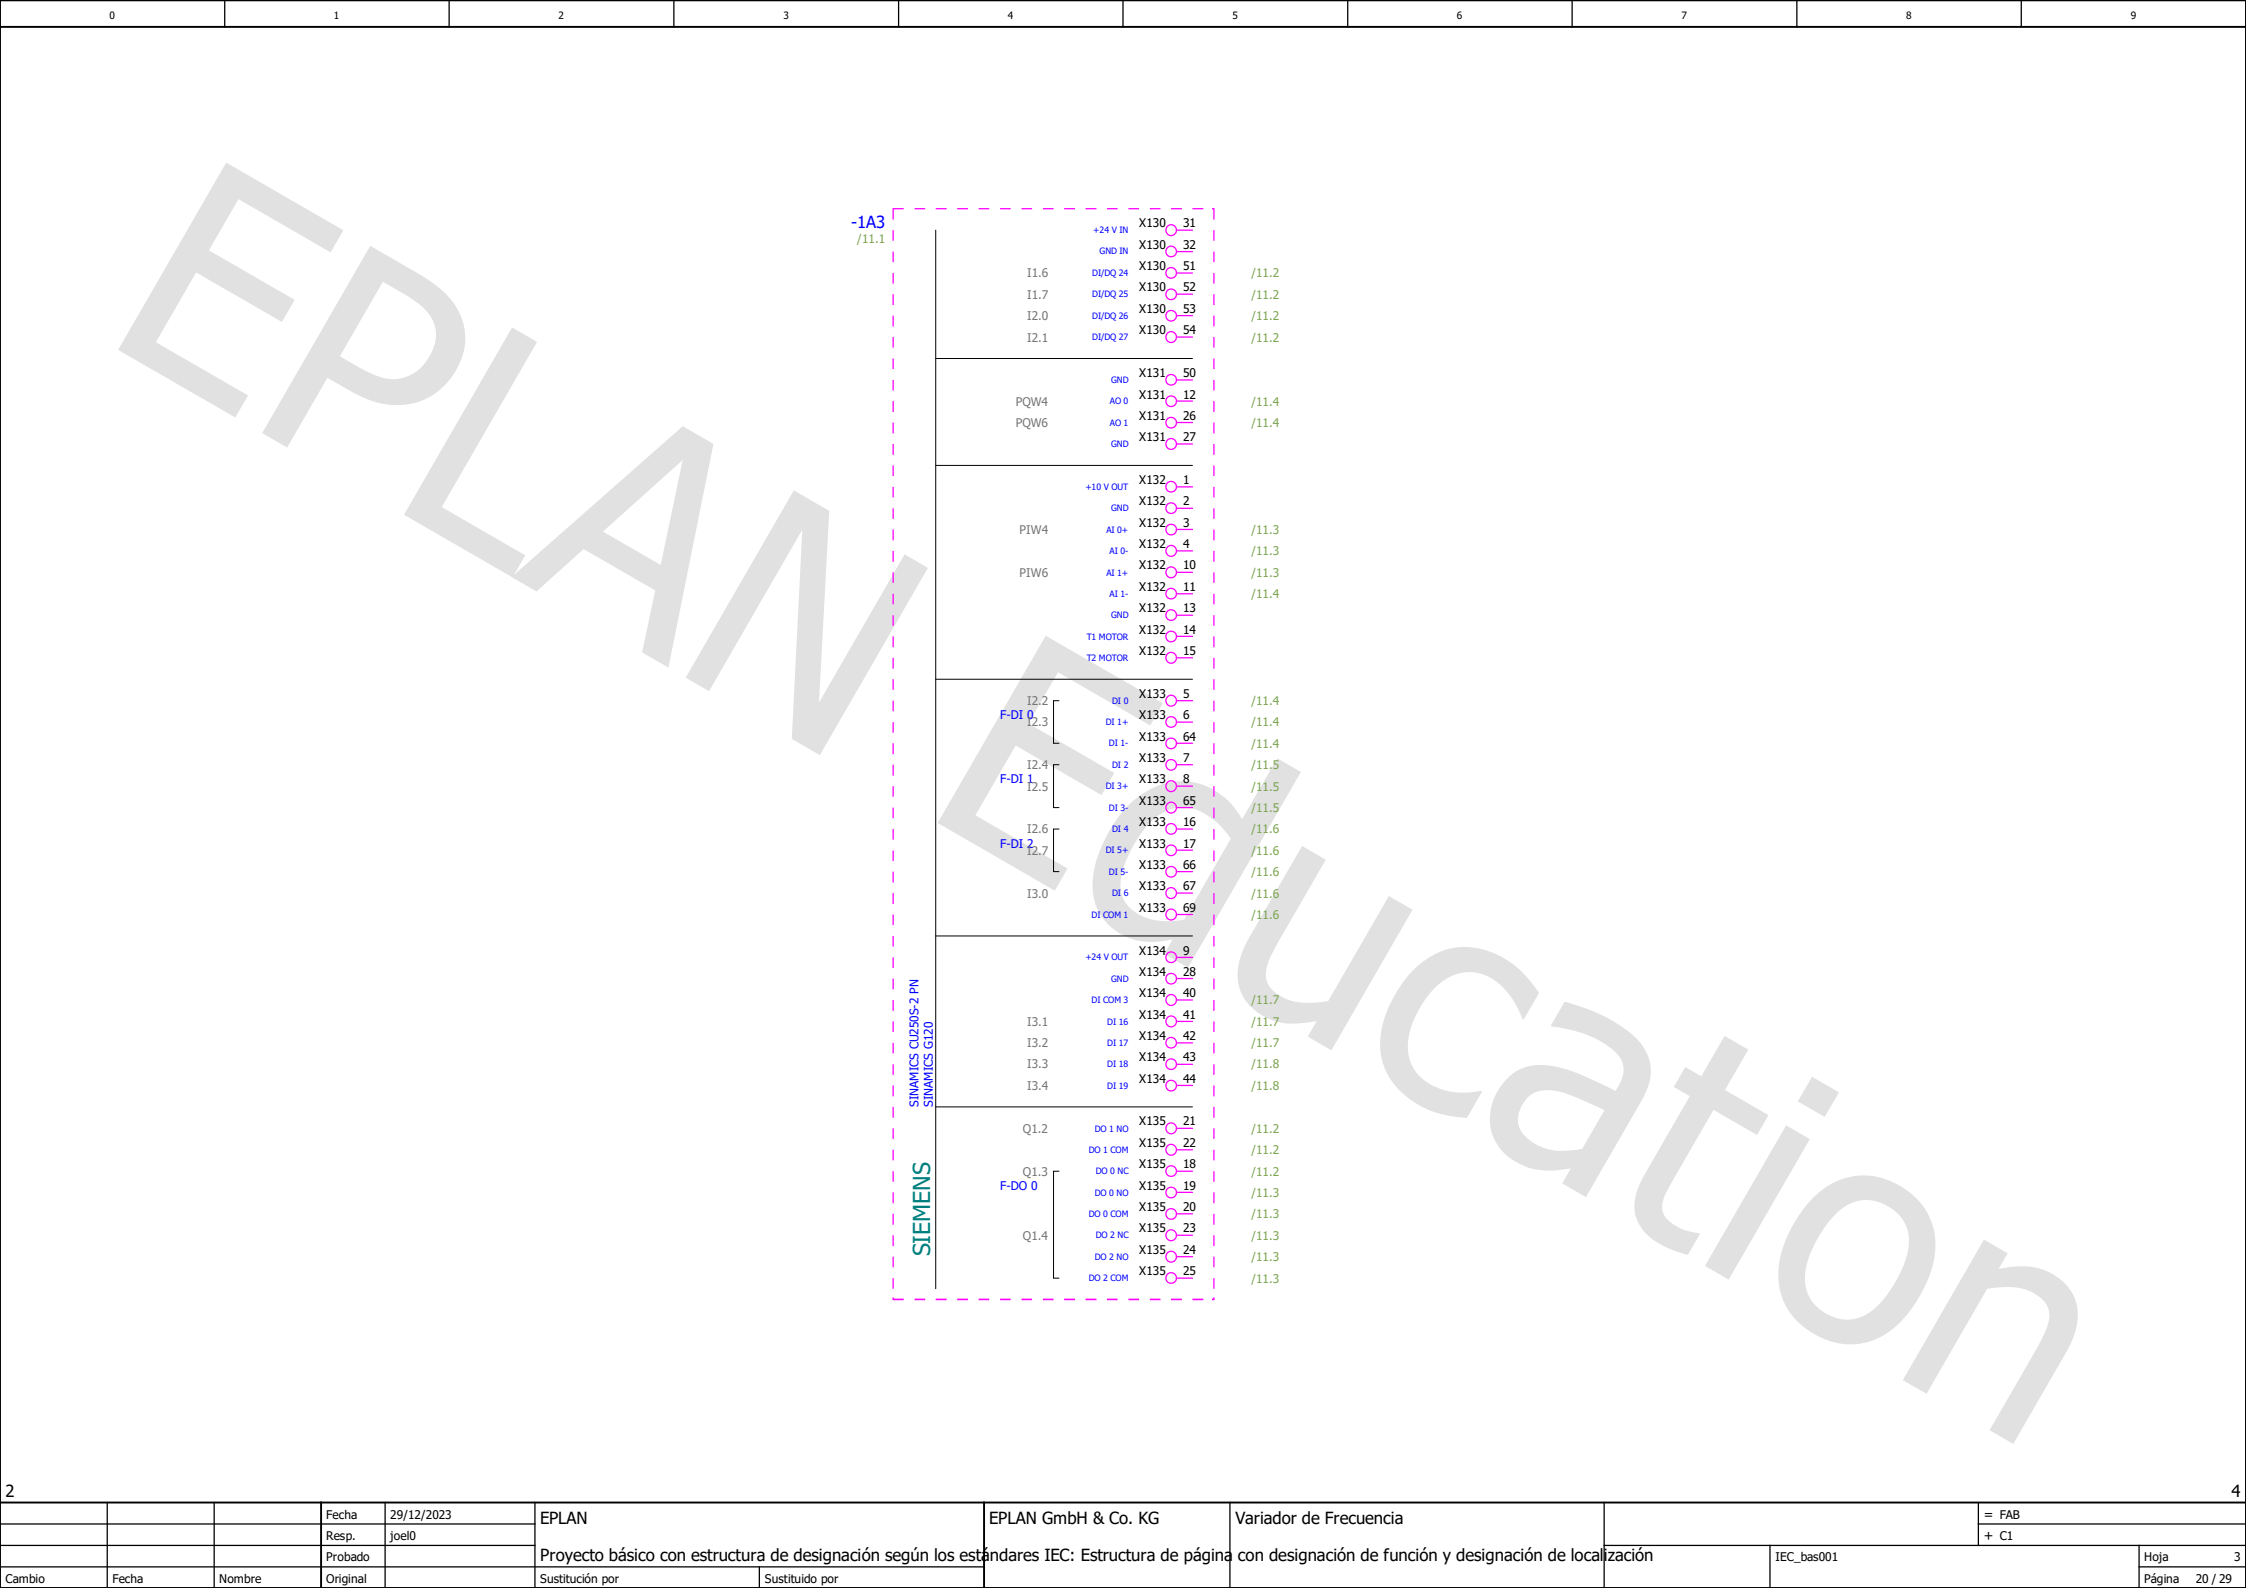 0 1 2 3 4 5 6 7 8 9
EPLAN Education
-1A3
/11.1
+24 V IN X130 31
GND IN X130 32
I1.6 DI/DQ 24 X130 51 /11.2
I1.7 DI/DQ 25 X130 52 /11.2
I2.0 DI/DQ 26 X130 53 /11.2
I2.1 DI/DQ 27 X130 54 /11.2
GND X131 50
PQW4 AO 0 X131 12 /11.4
PQW6 AO 1 X131 26 /11.4
GND X131 27
+10 V OUT X132 1
GND X132 2
PIW4 AI 0+ X132 3 /11.3
AI 0- X132 4 /11.3
PIW6 AI 1+ X132 10 /11.3
AI 1- X132 11 /11.4
GND X132 13
T1 MOTOR X132 14
T2 MOTOR X132 15
I2.2 DI 0 X133 5 /11.4
F-DI 0
I2.3 DI 1+ X133 6 /11.4
DI 1- X133 64 /11.4
I2.4 DI 2 X133 7 /11.5
F-DI 1
I2.5 DI 3+ X133 8 /11.5
DI 3- X133 65 /11.5
I2.6 DI 4 X133 16 /11.6
F-DI 2
I2.7 DI 5+ X133 17 /11.6
DI 5- X133 66 /11.6
I3.0 DI 6 X133 67 /11.6
DI COM 1 X133 69 /11.6
+24 V OUT X134 9
GND X134 28
DI COM 3 X134 40 /11.7
I3.1 DI 16 X134 41 /11.7
I3.2 DI 17 X134 42 /11.7
I3.3 DI 18 X134 43 /11.8
I3.4 DI 19 X134 44 /11.8
SINAMICS CU250S-2 PN
SINAMICS G120
Q1.2 DO 1 NO X135 21 /11.2
DO 1 COM X135 22 /11.2
Q1.3 DO 0 NC X135 18 /11.2
F-DO 0
DO 0 NO X135 19 /11.3
DO 0 COM X135 20 /11.3
Q1.4 DO 2 NC X135 23 /11.3
DO 2 NO X135 24 /11.3
DO 2 COM X135 25 /11.3
SIEMENS
2 4
Fecha 29/12/2023 EPLAN EPLAN GmbH & Co. KG Variador de Frecuencia = FAB
Resp. joel0 + C1
Probado Proyecto básico con estructura de designación según los estándares IEC: Estructura de página con designación de función y designación de localización IEC_bas001 Hoja 3
Cambio Fecha Nombre Original Sustitución por Sustituido por Página 20 / 29